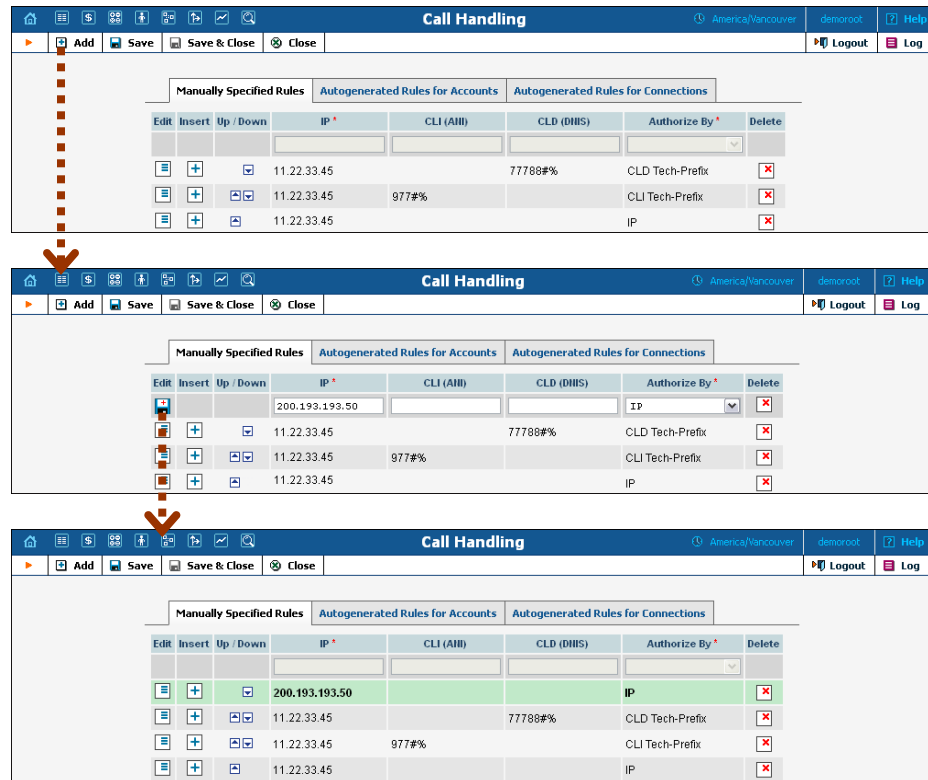 Call Handling America/Vancouver demoroot Help
Add Save Save & Close Close Logout Log
Manually Specified Rules Autogenerated Rules for Accounts Autogenerated Rules for Connections
Edit Insert Up / Down IP * CLI (ANI) CLD (DNIS) Authorize By * Delete
11.22.33.45 77788#% CLD Tech-Prefix
11.22.33.45 977#% CLI Tech-Prefix
11.22.33.45 IP
Call Handling America/Vancouver demoroot Help
Add Save Save & Close Close Logout Log
Manually Specified Rules Autogenerated Rules for Accounts Autogenerated Rules for Connections
Edit Insert Up / Down IP * CLI (ANI) CLD (DNIS) Authorize By * Delete
200.193.193.50 IP
11.22.33.45 77788#% CLD Tech-Prefix
11.22.33.45 977#% CLI Tech-Prefix
11.22.33.45 IP
Call Handling America/Vancouver demoroot Help
Add Save Save & Close Close Logout Log
Manually Specified Rules Autogenerated Rules for Accounts Autogenerated Rules for Connections
Edit Insert Up / Down IP * CLI (ANI) CLD (DNIS) Authorize By * Delete
200.193.193.50 IP
11.22.33.45 77788#% CLD Tech-Prefix
11.22.33.45 977#% CLI Tech-Prefix
11.22.33.45 IP